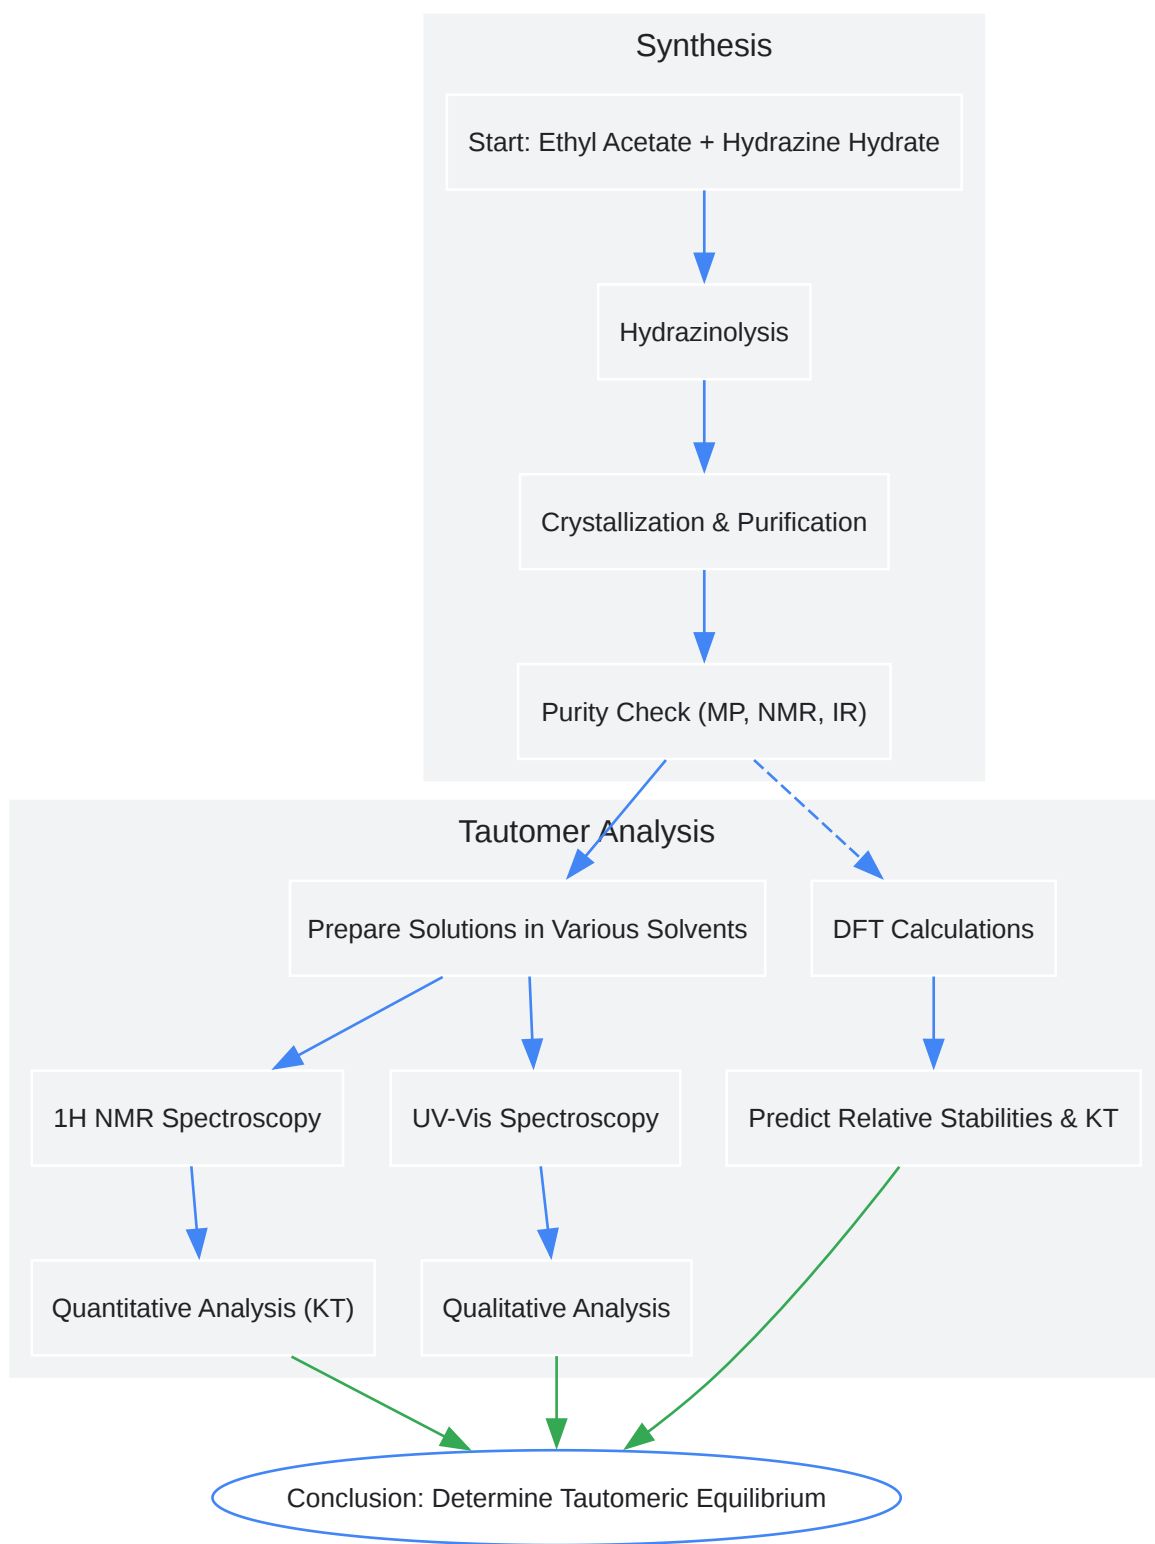 Synthesis
Start: Ethyl Acetate + Hydrazine Hydrate
Hydrazinolysis
Crystallization & Purification
Purity Check (MP, NMR, IR)
Tautomer Analysis
Prepare Solutions in Various Solvents
DFT Calculations
1H NMR Spectroscopy
UV-Vis Spectroscopy
Predict Relative Stabilities & KT
Quantitative Analysis (KT)
Qualitative Analysis
Conclusion: Determine Tautomeric Equilibrium